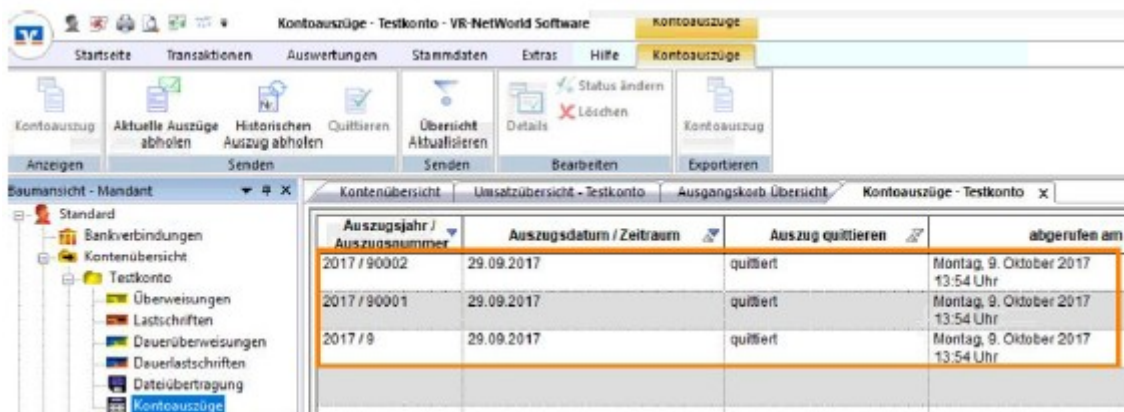 Kontoauszüge - Testkonto - VR-NetWorld Software
Kontoauszüge
Startseite Transaktionen Auswertungen Stammdaten Extras Hilfe Kontoauszüge
Kontoauszug
Aktuelle Auszüge
abholen
Nr.
Historischen
Auszug abholen
Quittieren
Übersicht
Aktualisieren
Details
Status ändern
Löschen
Kontoauszug
Anzeigen Senden Senden Bearbeiten Exportieren
Baumansicht - Mandant
Kontenübersicht Umsatzübersicht - Testkonto Ausgangskorb Übersicht Kontoauszüge - Testkonto x
Standard
Bankverbindungen
Kontenübersicht
Testkonto
Überweisungen
Lastschriften
Dauerüberweisungen
Dauerlastschriften
Dateiübertragung
Kontoauszüge
Auszugsjahr /
Auszugsnummer
Auszugsdatum / Zeitraum
Auszug quittieren
abgerufen am
2017 / 90002 29.09.2017 quittiert Montag, 9. Oktober 2017
13:54 Uhr
2017 / 90001 29.09.2017 quittiert Montag, 9. Oktober 2017
13:54 Uhr
2017 / 9 29.09.2017 quittiert Montag, 9. Oktober 2017
13:54 Uhr